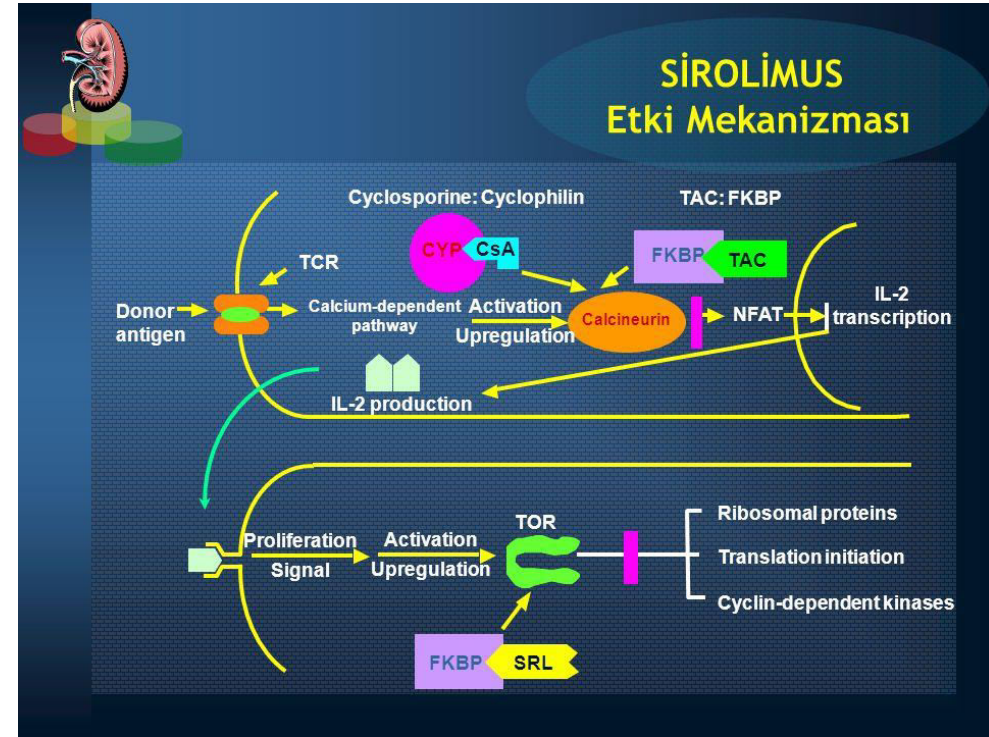 SİROLİMUS
Etki Mekanizması
Cyclosporine: Cyclophilin
TAC: FKBP
CYP
CsA
FKBP
TAC
TCR
Donor
antigen
Calcium-dependent
pathway
Activation
Upregulation
Calcineurin
NFAT
IL-2
transcription
IL-2 production
Proliferation
Signal
Activation
Upregulation
TOR
Ribosomal proteins
Translation initiation
Cyclin-dependent kinases
FKBP
SRL